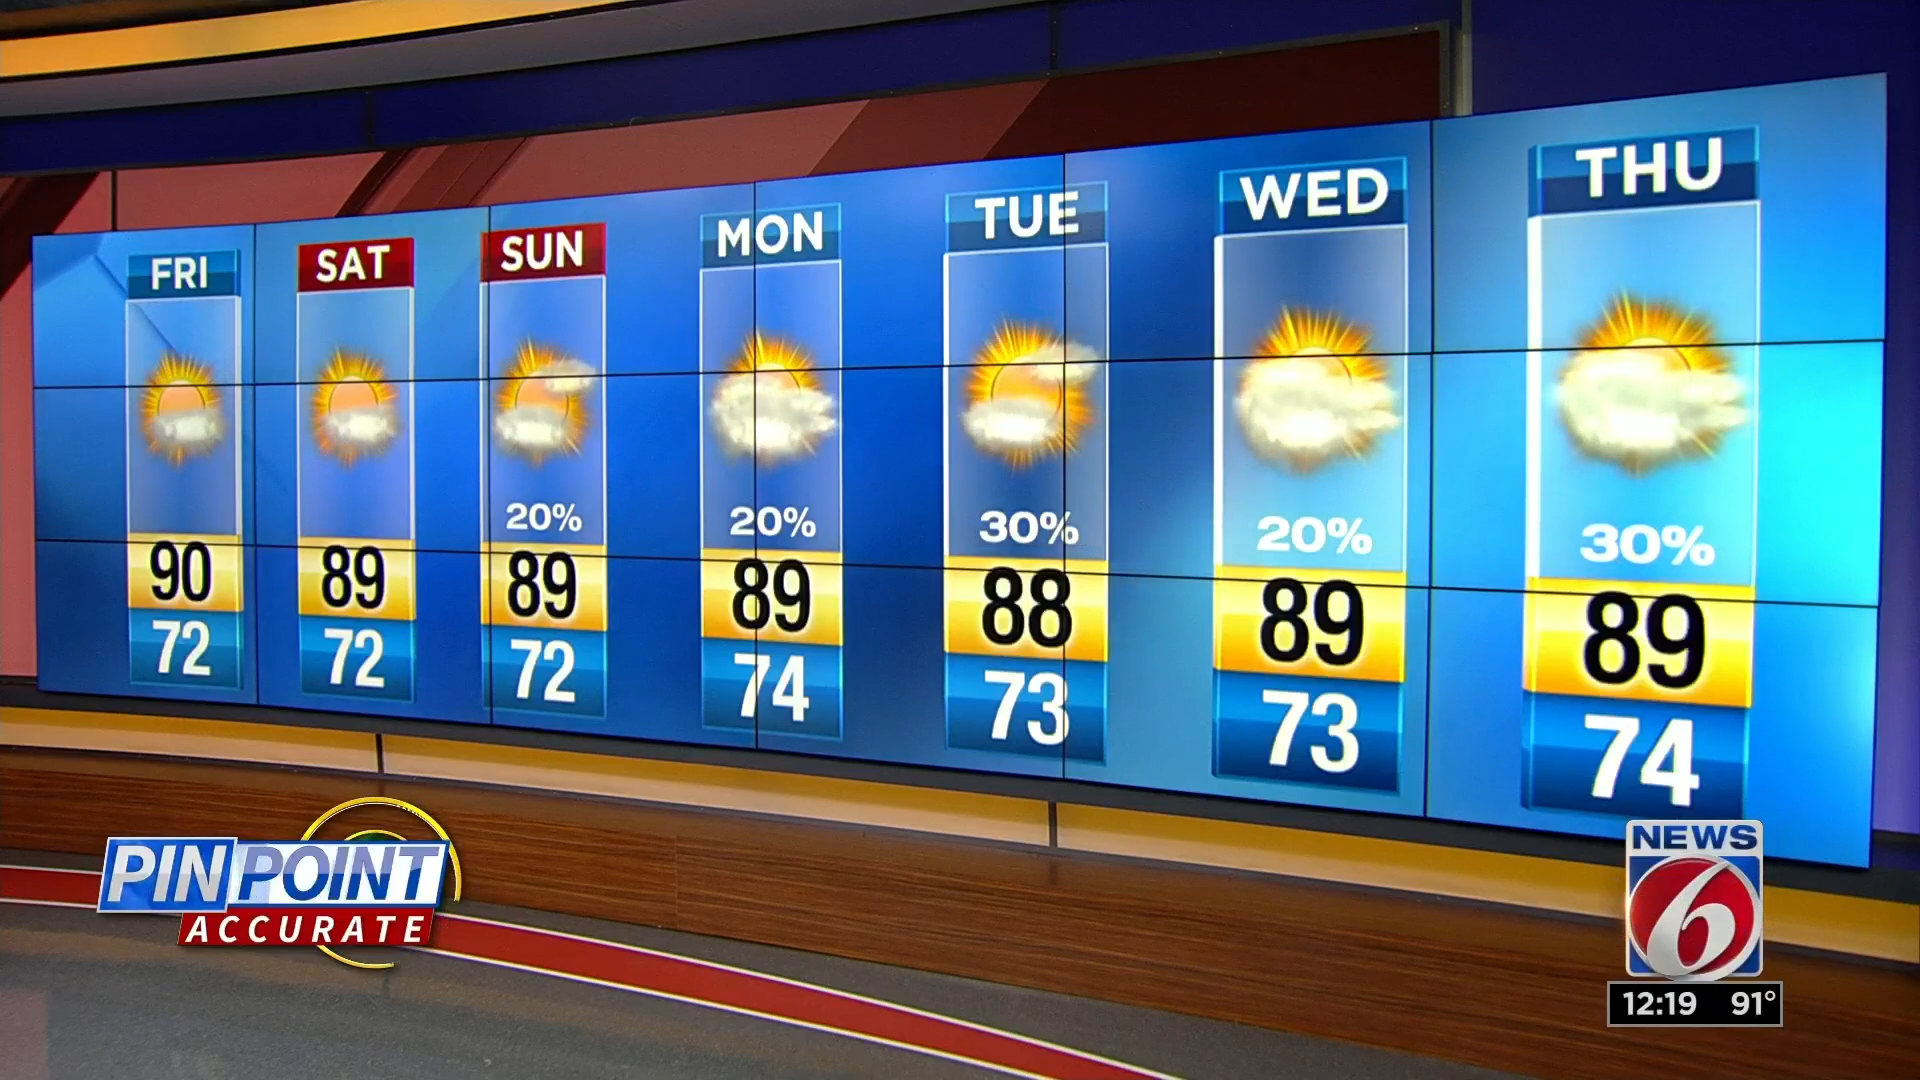 FRI SAT SUN MON TUE WED THU
20% 20% 30% 20% 30%
90 89 89 89 88 89 89
72 72 72 74 73 73 74
PINPOINT
ACCURATE
NEWS
6
12:19 91°